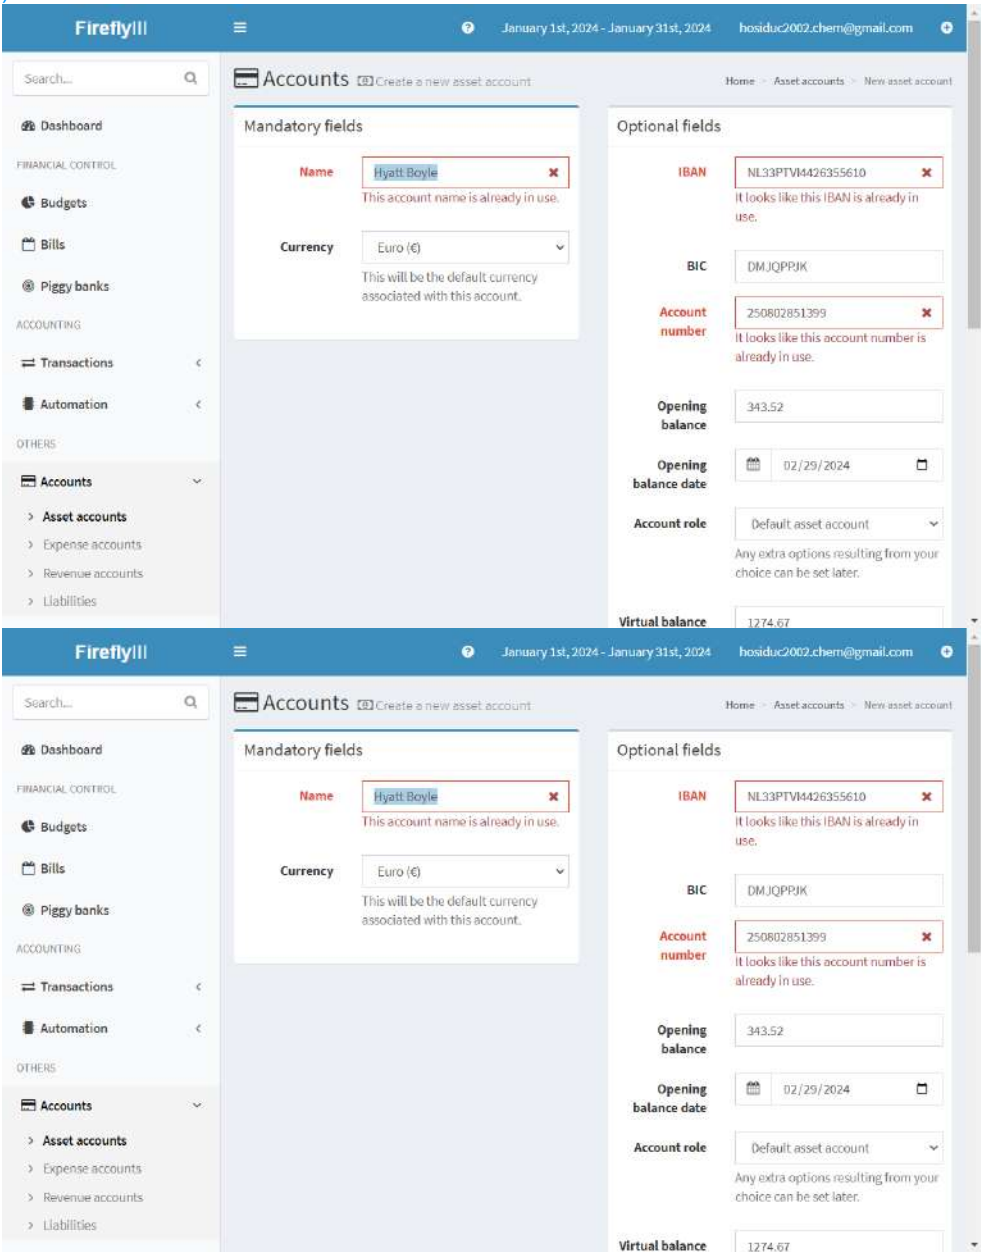 FireflyIII
January 1st, 2024 - January 31st, 2024
hosiduc2002.chem@gmail.com
Search...
Accounts Create a new asset account
Home > Asset accounts > New asset account
Dashboard
FINANCIAL CONTROL
Budgets
Bills
Piggy banks
ACCOUNTING
Transactions
Automation
OTHERS
Accounts
Asset accounts
Expense accounts
Revenue accounts
Liabilities
Mandatory fields
Name
Hyatt Boyle
This account name is already in use.
Currency
Euro (€)
This will be the default currency
associated with this account.
Optional fields
IBAN
NL33PTVI4426355610
It looks like this IBAN is already in
use.
BIC
DMJQPPJK
Account
number
250802851399
It looks like this account number is
already in use.
Opening
balance
343.52
Opening
balance date
02/29/2024
Account role
Default asset account
Any extra options resulting from your
choice can be set later.
Virtual balance
1274.67
FireflyIII
January 1st, 2024 - January 31st, 2024
hosiduc2002.chem@gmail.com
Search...
Accounts Create a new asset account
Home > Asset accounts > New asset account
Dashboard
FINANCIAL CONTROL
Budgets
Bills
Piggy banks
ACCOUNTING
Transactions
Automation
OTHERS
Accounts
Asset accounts
Expense accounts
Revenue accounts
Liabilities
Mandatory fields
Name
Hyatt Boyle
This account name is already in use.
Currency
Euro (€)
This will be the default currency
associated with this account.
Optional fields
IBAN
NL33PTVI4426355610
It looks like this IBAN is already in
use.
BIC
DMJQPPJK
Account
number
250802851399
It looks like this account number is
already in use.
Opening
balance
343.52
Opening
balance date
02/29/2024
Account role
Default asset account
Any extra options resulting from your
choice can be set later.
Virtual balance
1274.67